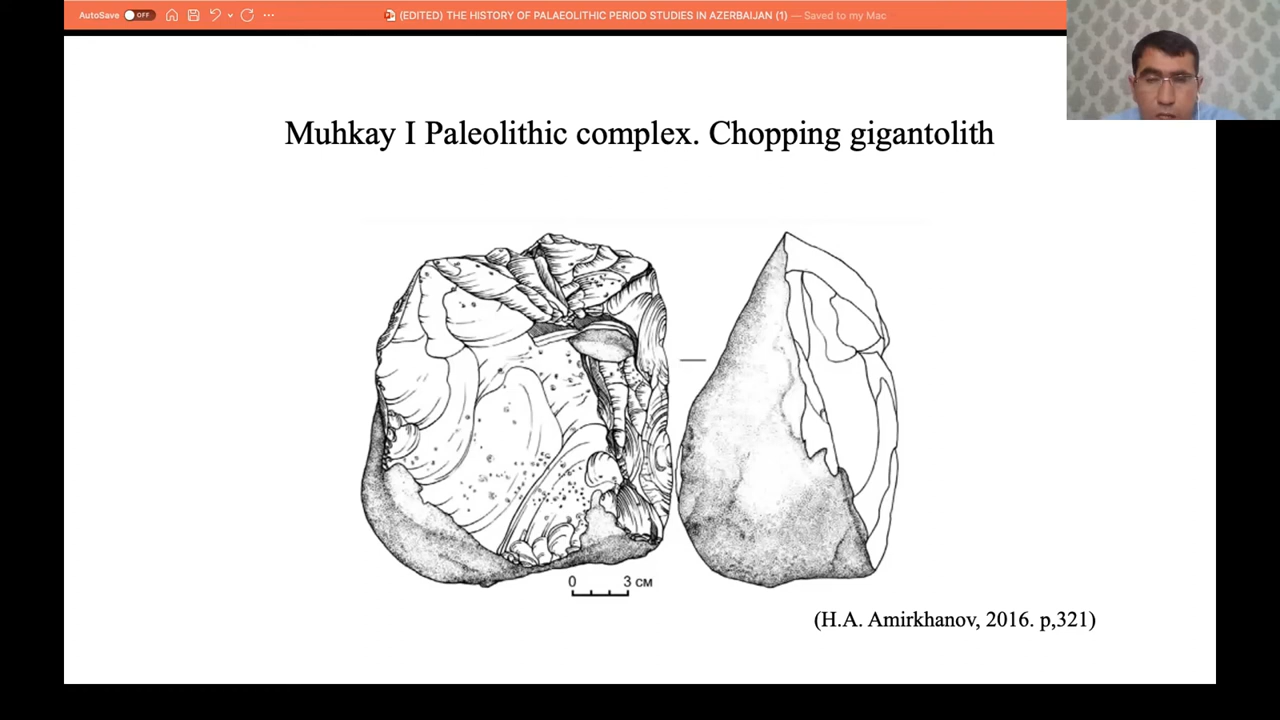 AutoSave OFF (EDITED) THE HISTORY OF PALAEOLITHIC PERIOD STUDIES IN AZERBAIJAN (1) — Saved to my Mac
Muhkay I Paleolithic complex. Chopping gigantolith
0 3 СМ
(H.A. Amirkhanov, 2016. p,321)